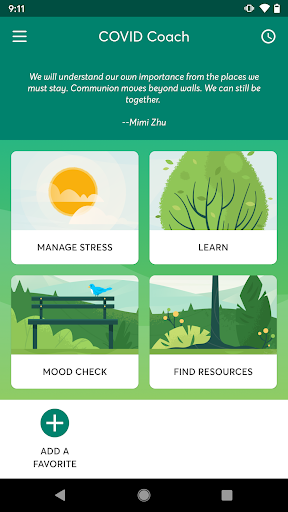 9:11
COVID Coach
We will understand our own importance from the places we
must stay. Communion moves beyond walls. We can still be
together.
--Mimi Zhu
MANAGE STRESS
LEARN
MOOD CHECK
FIND RESOURCES
ADD A
FAVORITE